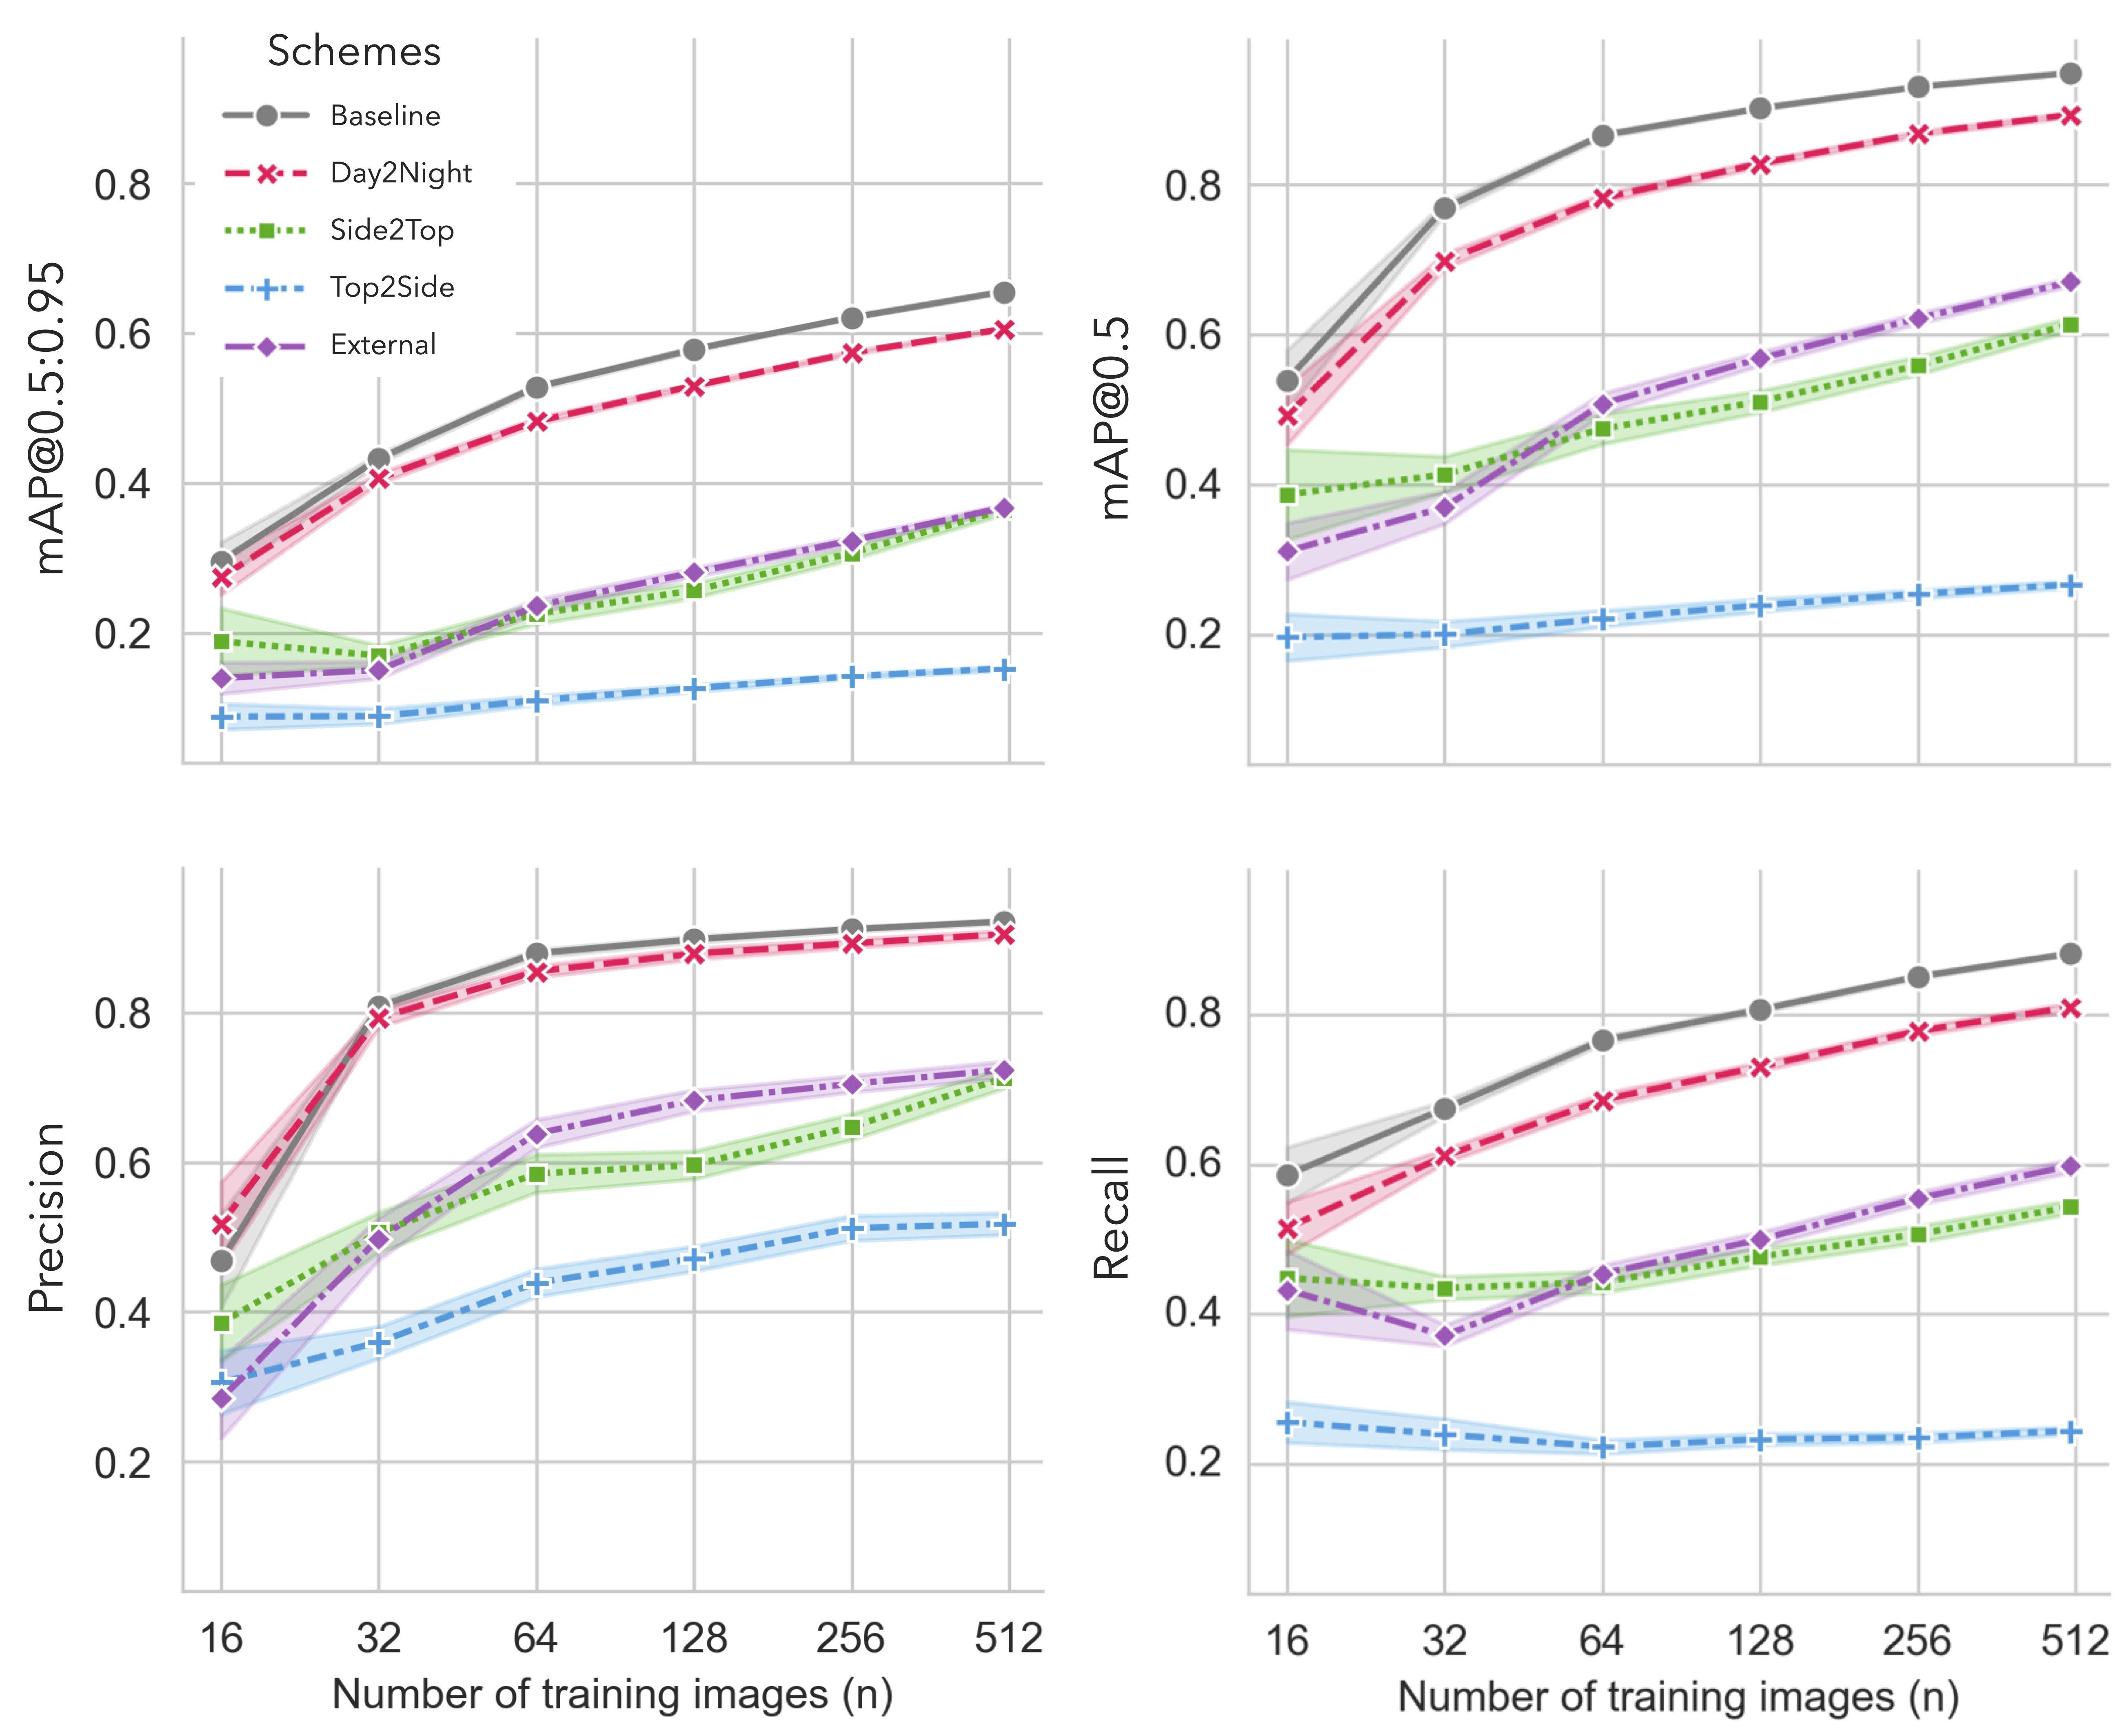 Schemes
Baseline
Day2Night
Side2Top
Top2Side
External
mAP@0.5:0.95
0.8
0.6
0.4
0.2
mAP@0.5
0.8
0.6
0.4
0.2
Precision
0.8
0.6
0.4
0.2
16 32 64 128 256 512
Number of training images (n)
Recall
0.8
0.6
0.4
0.2
16 32 64 128 256 512
Number of training images (n)